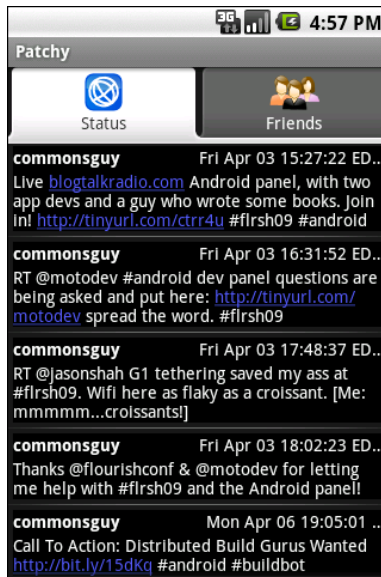 3G 4:57 PM
Patchy
Status Friends
commonsguy Fri Apr 03 15:27:22 ED..
Live blogtalkradio.com Android panel, with two
app devs and a guy who wrote some books. Join
in! http://tinyurl.com/ctrr4u #flrsh09 #android
commonsguy Fri Apr 03 16:31:52 ED..
RT @motodev #android dev panel questions are
being asked and put here: http://tinyurl.com/
motodev spread the word. #flrsh09
commonsguy Fri Apr 03 17:48:37 ED..
RT @jasonshah G1 tethering saved my ass at
#flrsh09. Wifi here as flaky as a croissant. [Me:
mmmmm...croissants!]
commonsguy Fri Apr 03 18:02:23 ED..
Thanks @flourishconf & @motodev for letting
me help with #flrsh09 and the Android panel!
commonsguy Mon Apr 06 19:05:01 ..
Call To Action: Distributed Build Gurus Wanted
http://bit.ly/15dKq #android #buildbot